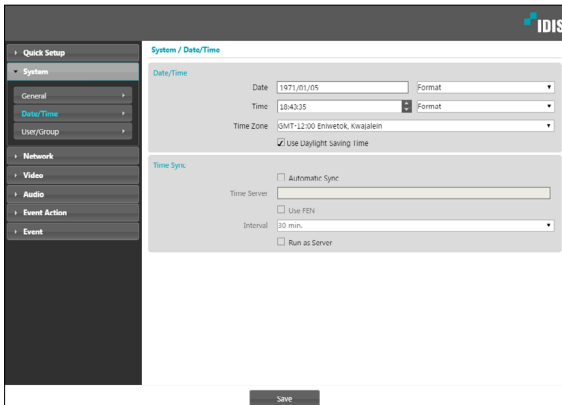 IDIS
Quick Setup
System
General
Date/Time
User/Group
Network
Video
Audio
Event Action
Event
System / Date/Time
Date/Time
Date 1971/01/05 Format
Time 18:43:35 Format
Time Zone GMT-12:00 Eniwetok, Kwajalein
Use Daylight Saving Time
Time Sync
Automatic Sync
Time Server
Use FEN
Interval 30 min.
Run as Server
Save